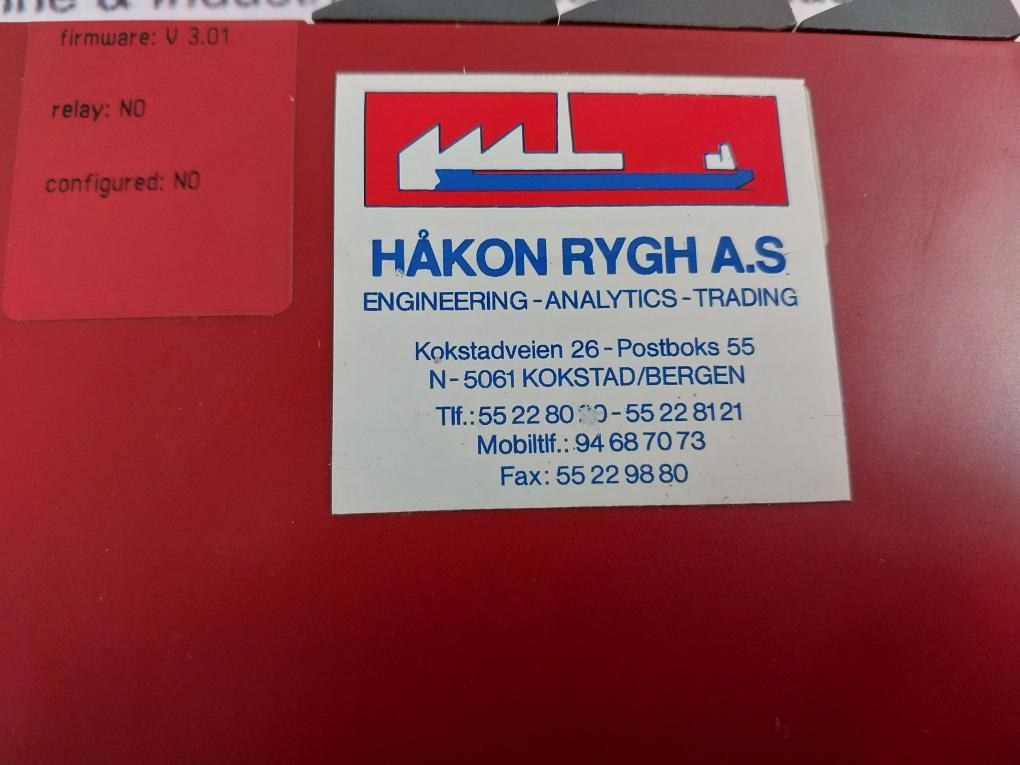 firmware: V 3.01
relay: NO
configured: NO
HÅKON RYGH A.S
ENGINEERING - ANALYTICS - TRADING
Kokstadveien 26 - Postboks 55
N - 5061 KOKSTAD/BERGEN
Tlf.: 55 22 80 - 55 22 81 21
Mobiltlf.: 94 68 70 73
Fax: 55 22 98 80